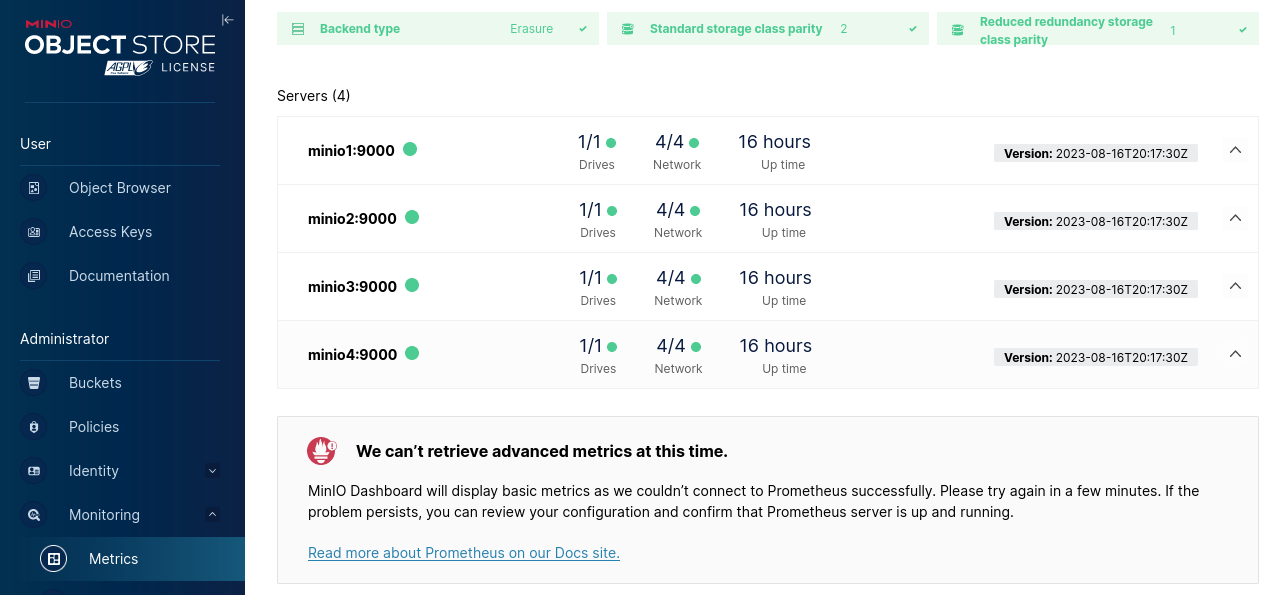 MINIO
OBJECT STORE
AGPL LICENSE
User
Object Browser
Access Keys
Documentation
Administrator
Buckets
Policies
Identity
Monitoring
Metrics
Backend type Erasure
Standard storage class parity 2
Reduced redundancy storage
class parity 1
Servers (4)
minio1:9000 1/1 4/4 16 hours Version: 2023-08-16T20:17:30Z
Drives Network Up time
minio2:9000 1/1 4/4 16 hours Version: 2023-08-16T20:17:30Z
Drives Network Up time
minio3:9000 1/1 4/4 16 hours Version: 2023-08-16T20:17:30Z
Drives Network Up time
minio4:9000 1/1 4/4 16 hours Version: 2023-08-16T20:17:30Z
Drives Network Up time
We can’t retrieve advanced metrics at this time.
MinIO Dashboard will display basic metrics as we couldn’t connect to Prometheus successfully. Please try again in a few minutes. If the
problem persists, you can review your configuration and confirm that Prometheus server is up and running.
Read more about Prometheus on our Docs site.